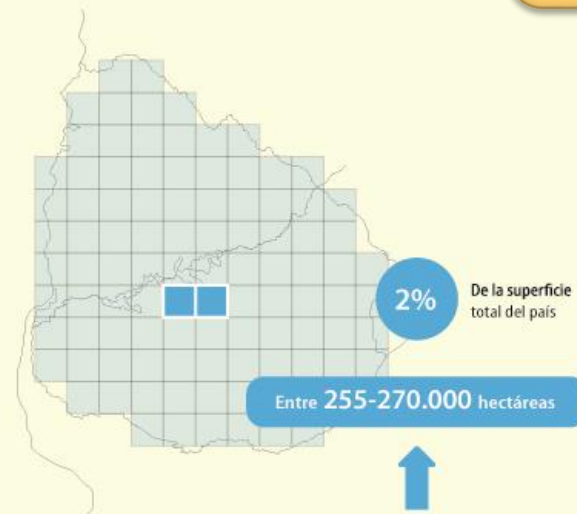 2%
De la superficie
total del país
Entre 255-270.000 hectáreas